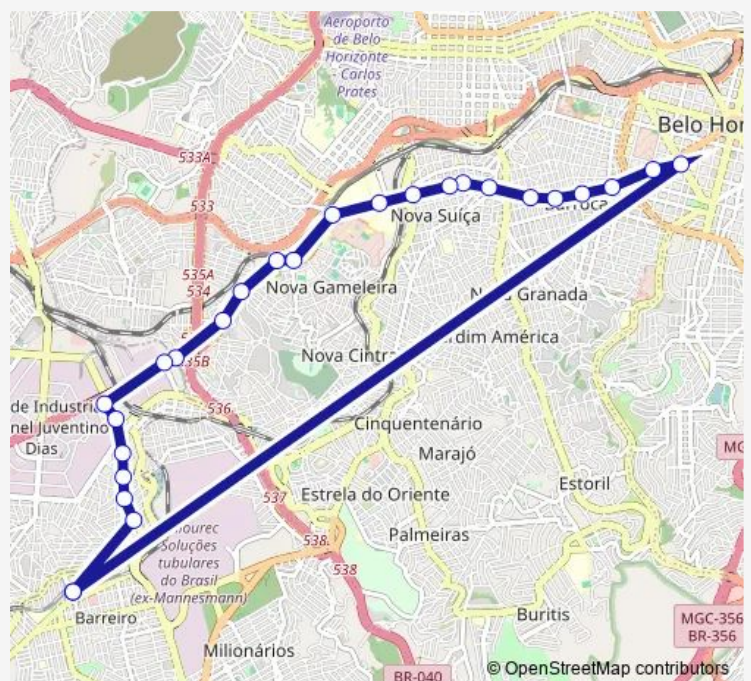 Aeroporto
de Belo
Horizonte
- Carlos
Prates
Belo Hor
533A
533
Nova Suíça
Barroca
535A
534
Nova Gameleira
Granada
rdim América
Nova Cintra
535B
536
de Industria
nel Juventino
Dias
Cinquentenário
Marajó
MG
Estoril
537
Estrela do Oriente
538
Palmeiras
538
ourec
Soluções
tubulares
do Brasil
(ex-Mannesmann)
Barreiro
Buritis
MGC-356
BR-356
Milionários
BR-040
© OpenStreetMap contributors